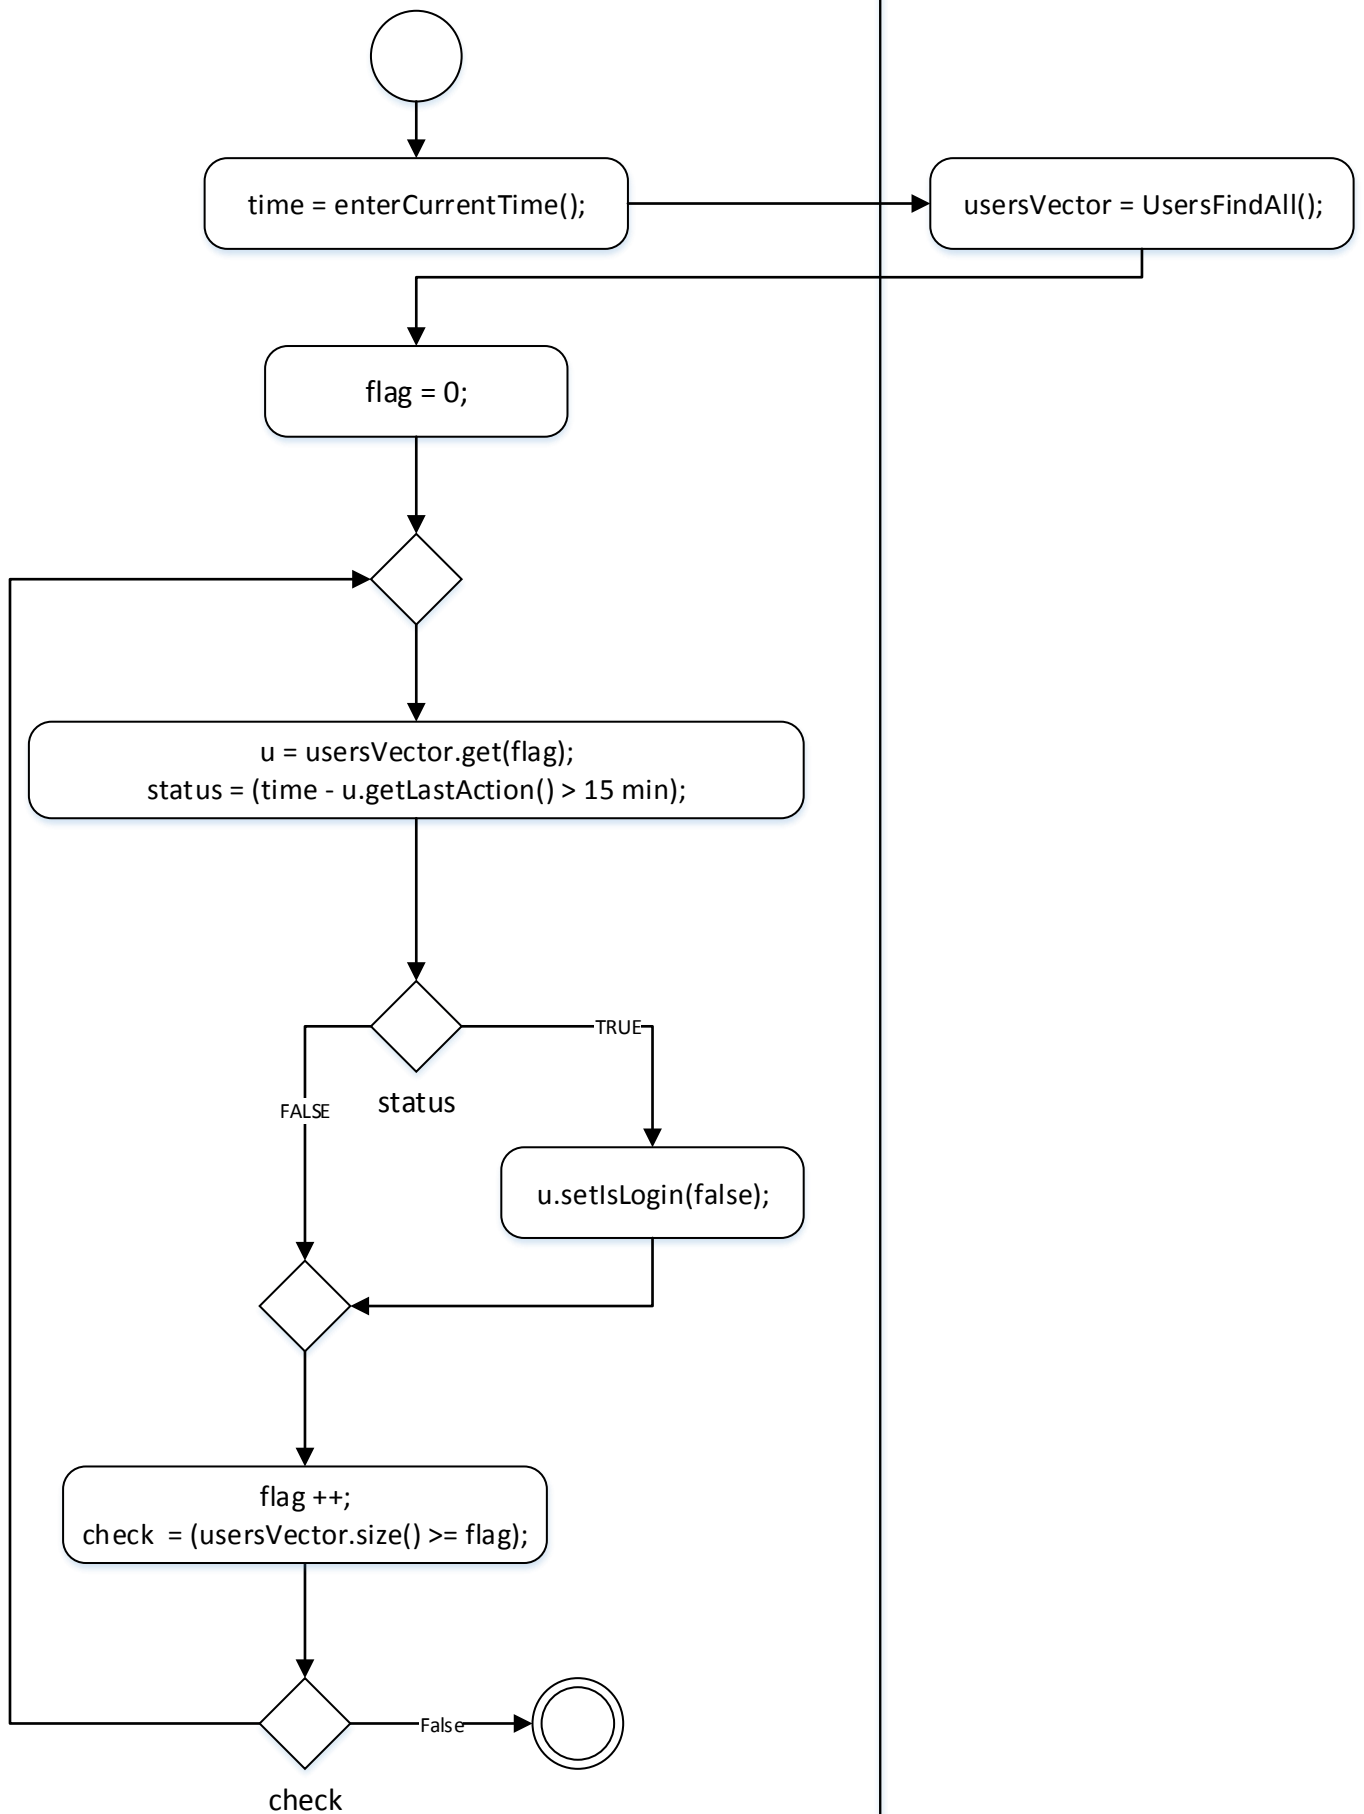 time = enterCurrentTime();
usersVector = UsersFindAll();
flag = 0;
u = usersVector.get(flag);
status = (time - u.getLastAction() > 15 min);
TRUE
FALSE
status
u.setIsLogin(false);
flag ++;
check  = (usersVector.size() >= flag);
False
check